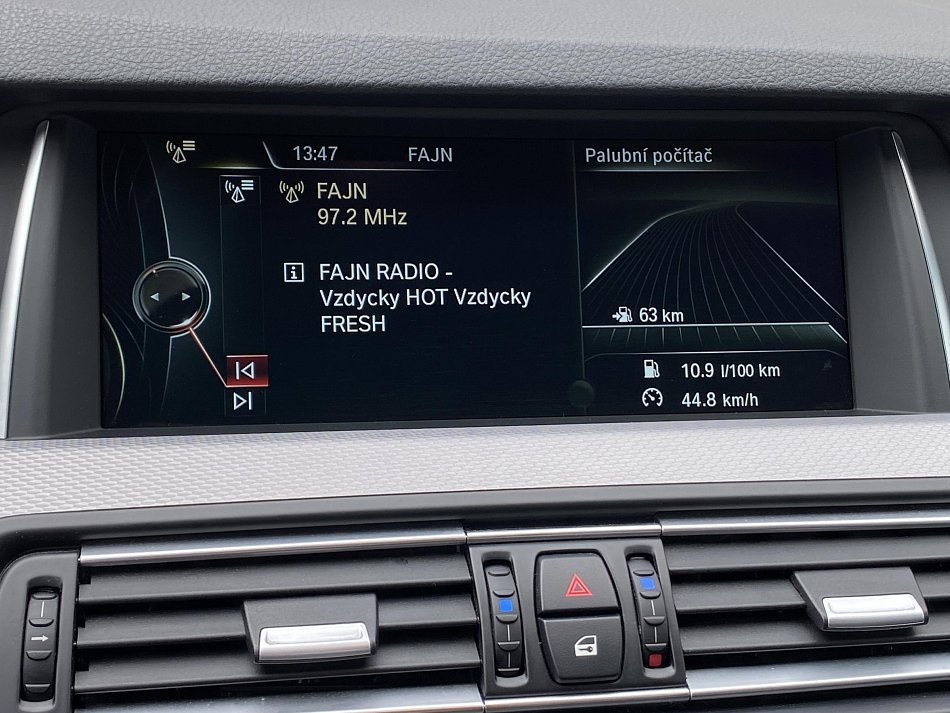 13:47
FAJN
Palubní počítač
FAJN
97.2 MHz
FAJN RADIO -
Vzdycky HOT Vzdycky
FRESH
63 km
10.9 l/100 km
44.8 km/h